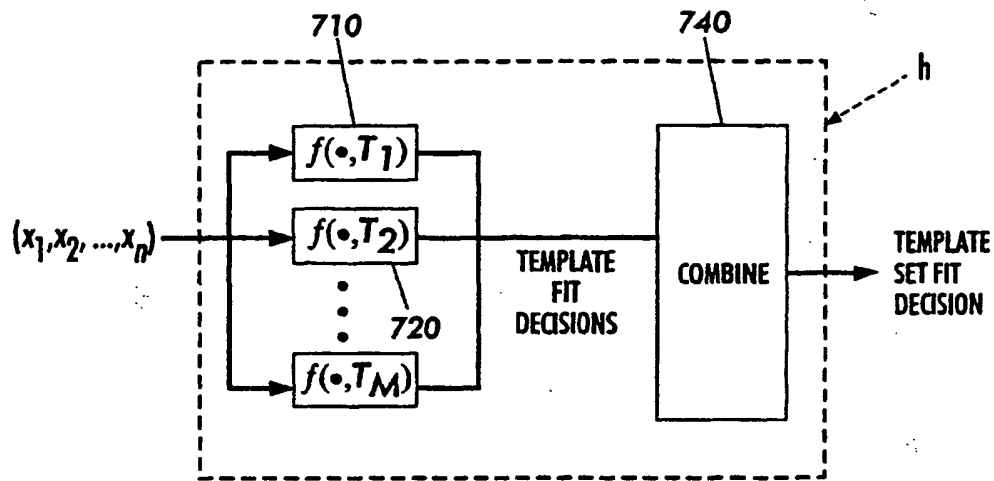 710
740
h
f(•,T1)
(x1,x2, ...,xn)
f(•,T2)
720
f(•,TM)
TEMPLATE
FIT
DECISIONS
COMBINE
TEMPLATE
SET FIT
DECISION